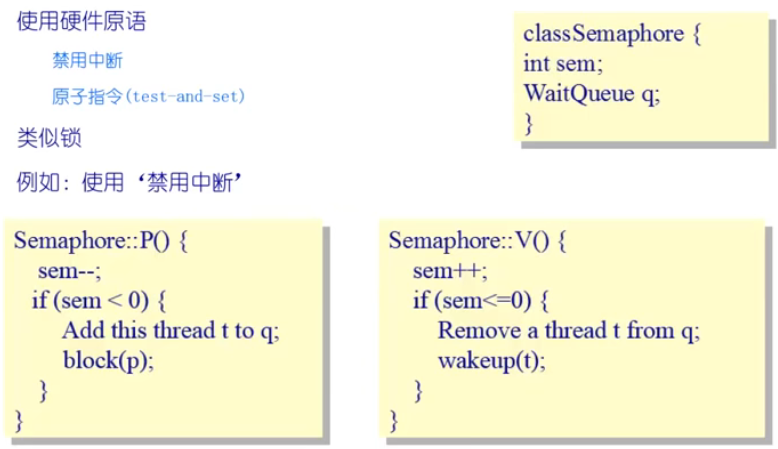 使用硬件原语
禁用中断
原子指令(test-and-set)
类似锁
例如: 使用‘禁用中断’
classSemaphore {
int sem;
WaitQueue q;
}
Semaphore::P() {
sem--;
if (sem < 0) {
Add this thread t to q;
block(p);
}
}
Semaphore::V() {
sem++;
if (sem<=0) {
Remove a thread t from q;
wakeup(t);
}
}